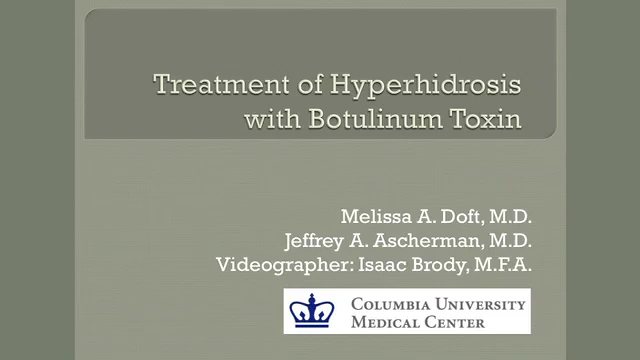 Treatment of Hyperhidrosis
with Botulinum Toxin
Melissa A. Doft, M.D.
Jeffrey A. Ascherman, M.D.
Videographer: Isaac Brody, M.F.A.
COLUMBIA UNIVERSITY
MEDICAL CENTER